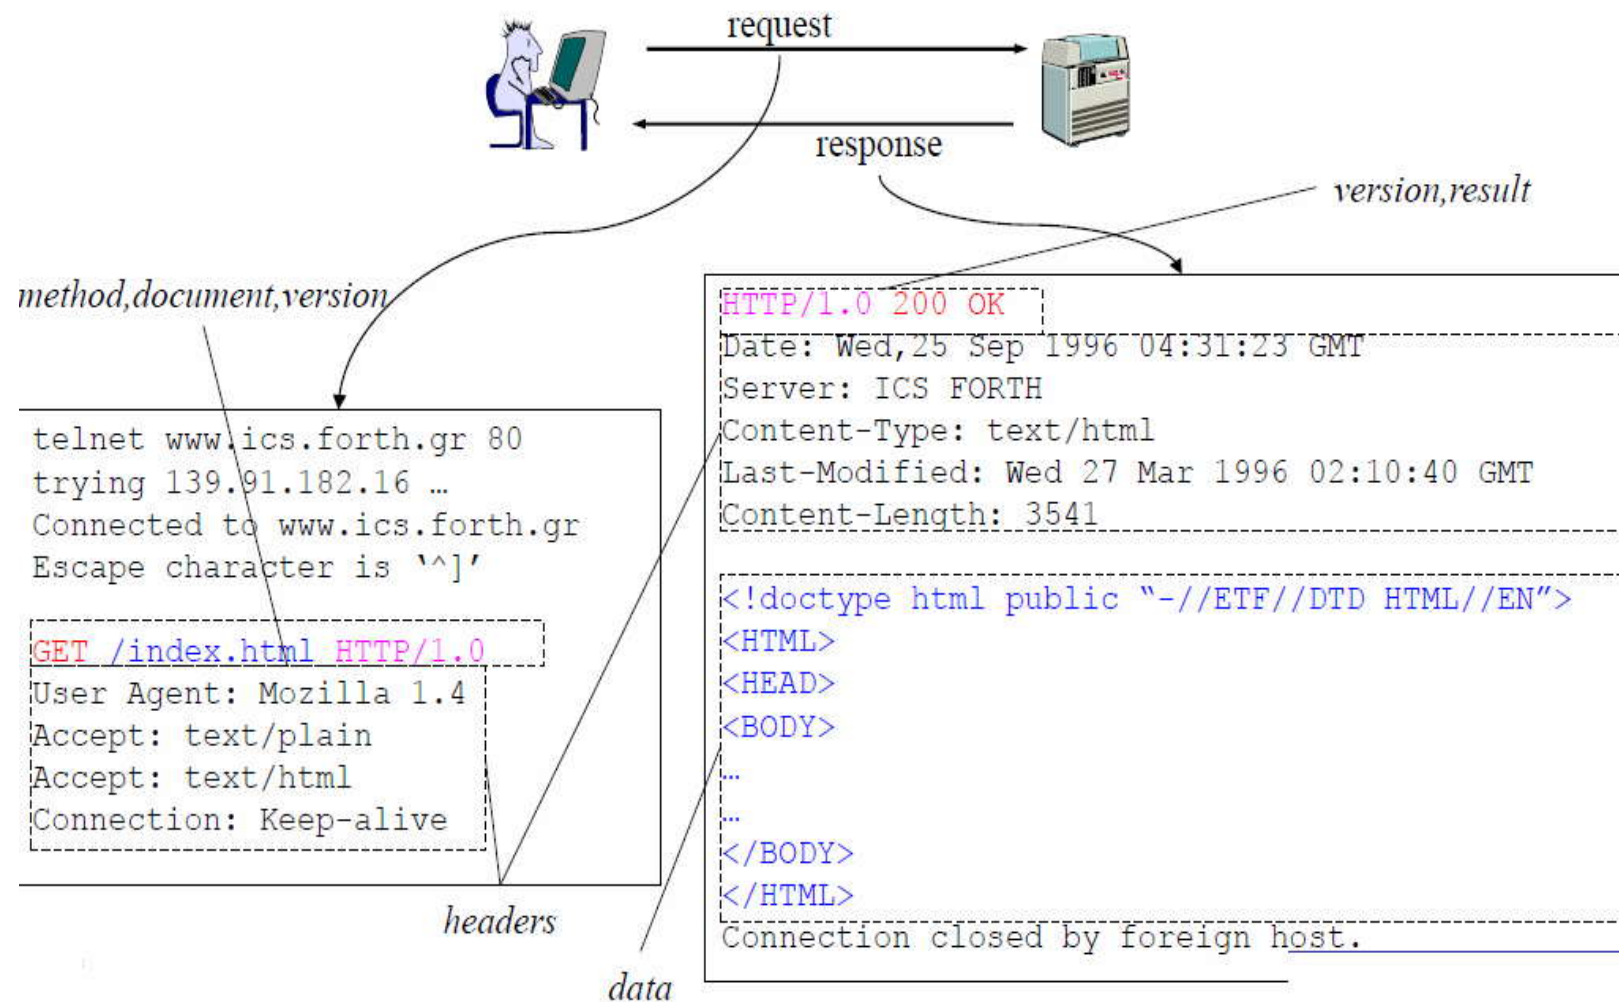 request
response
version,result
method,document,version
telnet www.ics.forth.gr 80
trying 139.91.182.16 …
Connected to www.ics.forth.gr
Escape character is ‘^]’
GET /index.html HTTP/1.0
User Agent: Mozilla 1.4
Accept: text/plain
Accept: text/html
Connection: Keep-alive
headers
HTTP/1.0 200 OK
Date: Wed,25 Sep 1996 04:31:23 GMT
Server: ICS FORTH
Content-Type: text/html
Last-Modified: Wed 27 Mar 1996 02:10:40 GMT
Content-Length: 3541
<!doctype html public “-//ETF//DTD HTML//EN”>
<HTML>
<HEAD>
<BODY>
…
…
</BODY>
</HTML>
Connection closed by foreign host.
data